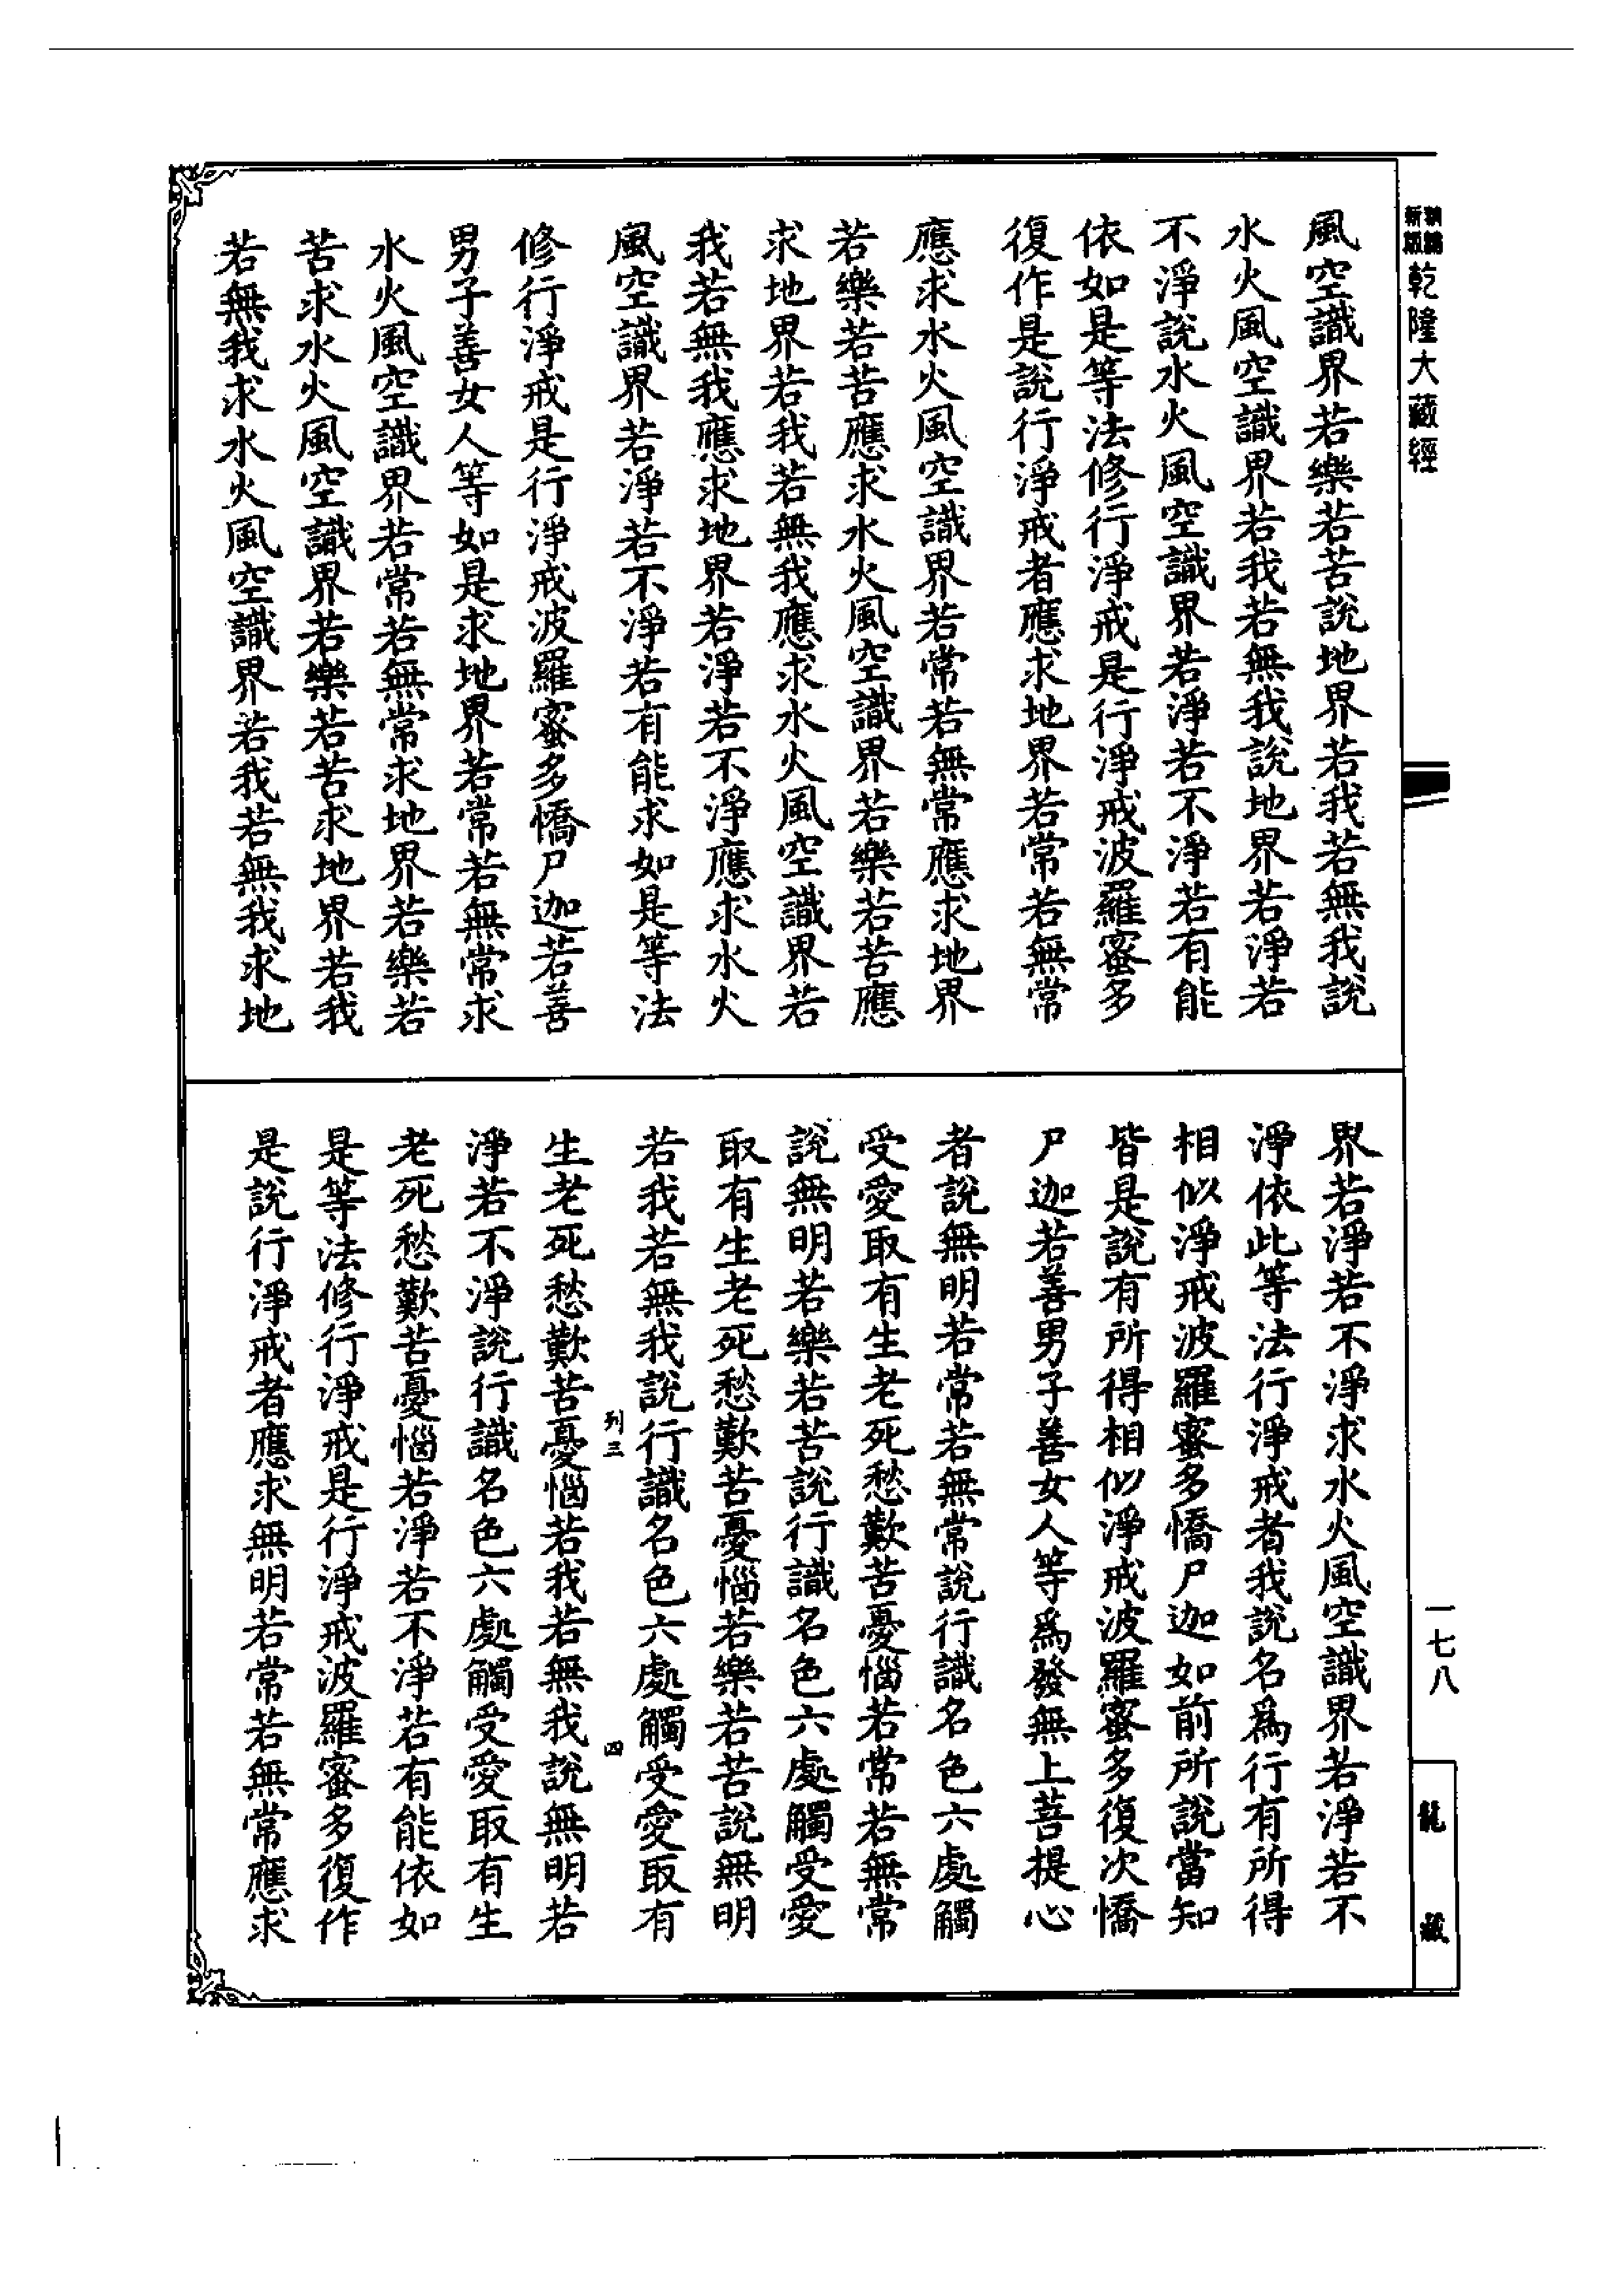 乾隆大藏經
風空識界若樂若苦說地界若我若無我說
水火風空識界若我若無我說地界若淨若
不淨說水火風空識界若淨若不淨若有能
依如是等法修行淨戒是行淨戒波羅蜜多
復作是說行淨戒者應求地界若常若無常
應求水火風空識界若常若無常應求地界
若樂若苦應求水火風空識界若樂若苦應
求地界若我若無我應求水火風空識界若
我若無我應求地界若淨若不淨應求水火
風空識界若淨若不淨若有能求如是等法
修行淨戒是行淨戒波羅蜜多憍尸迦若善
男子善女人等如是求地界若常若無常求
水火風空識界若常若無常求地界若樂若
苦求水火風空識界若樂若苦求地界若我
若無我求水火風空識界若我若無我求地
界若淨若不淨求水火風空識界若淨若不
淨依此等法行淨戒者我說名爲行有所得
相似淨戒波羅蜜多憍尸迦如前所說當知
皆是說有所得相似淨戒波羅蜜多復次憍
尸迦若善男子善女人等爲發無上菩提心
者說無明若常若無常說行識名色六處觸
受愛取有生老死愁歎苦憂惱若常若無常
說無明若樂若苦說行識名色六處觸受愛
取有生老死愁歎苦憂惱若樂若苦說無明
若我若無我說行識名色六處觸受愛取有
列三 四
生老死愁歎苦憂惱若我若無我說無明若
淨若不淨說行識名色六處觸受愛取有生
老死愁歎苦憂惱若淨若不淨若有能依如
是等法修行淨戒是行淨戒波羅蜜多復作
是說行淨戒者應求無明若常若無常應求
一七八
龍藏